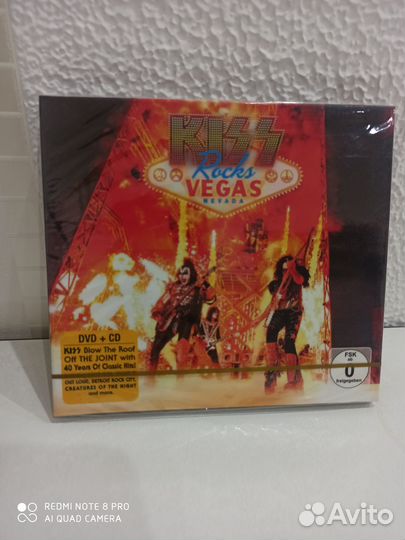 KISS
Rocks
VEGAS
NEVADA
DVD + CD
KISS Blow The Roof
Off THE JOINT with
40 Years Of Classic Hits!
DETROIT ROCK CITY,
CREATURES OF THE NIGHT
and more.
FSK
ab
0
freigegeben
REDMI NOTE 8 PRO
AI QUAD CAMERA
Avito